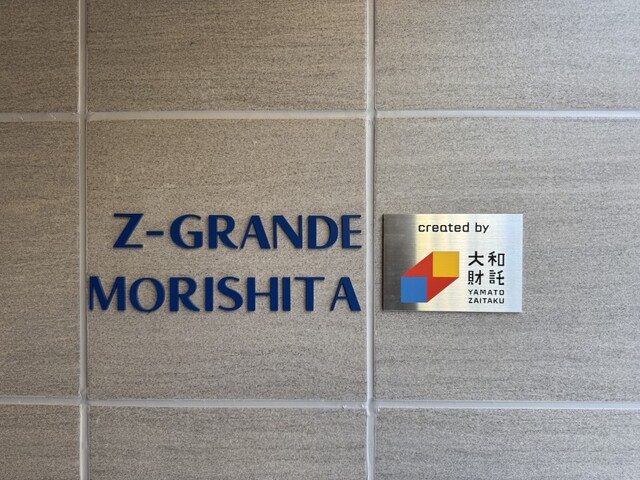 Z-GRANDE
MORISHITA
created by
大和
財託
YAMATO
ZAITAKU